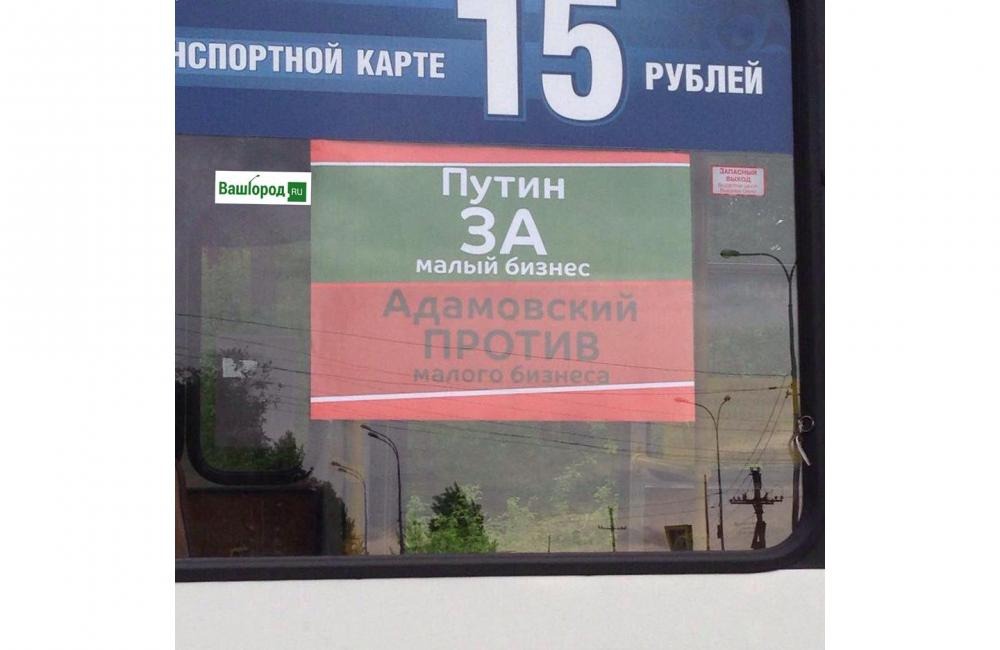 НСПОРТНОЙ КАРТЕ 15 РУБЛЕЙ
ВашГород.RU
Путин
ЗА
малый бизнес
Адамовский
ПРОТИВ
малого бизнеса
ЗАПАСНЫЙ
ВЫХОД